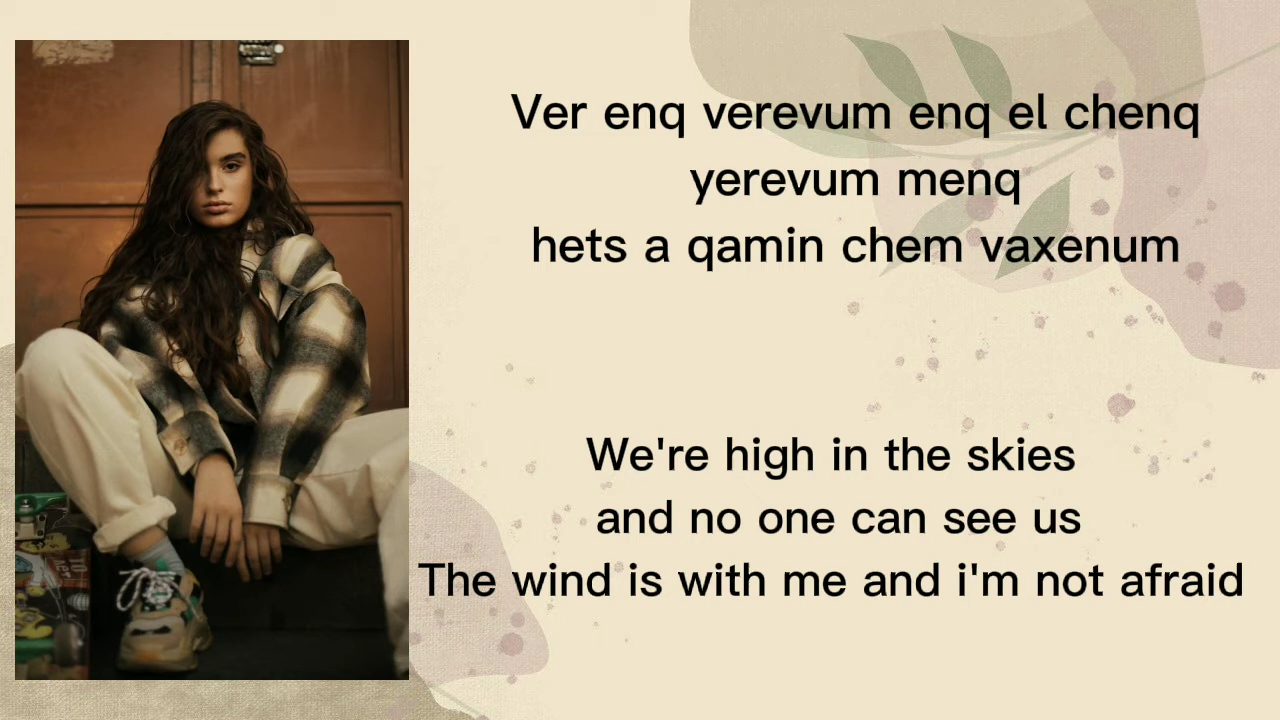 Ver enq verevum enq el chenq
yerevum menq
hets a qamin chem vaxenum
We're high in the skies
and no one can see us
The wind is with me and i'm not afraid